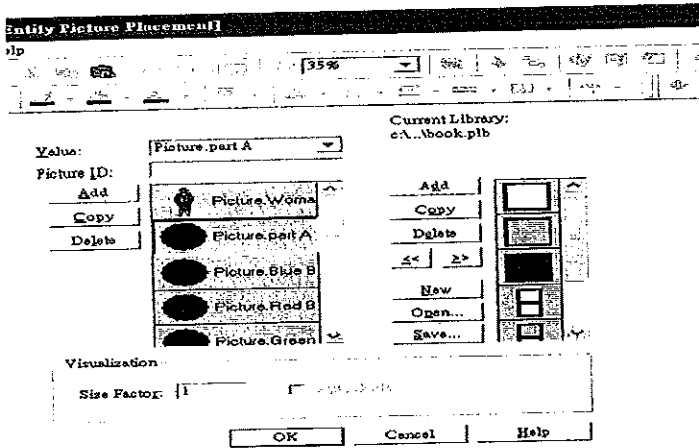 Entity Picture Placement]
elp
35%
Current Library:
c:\...\book.plb
Value:
Picture.part A
Picture ID:
Add
Copy
Delete
Picture.Woma
Picture.part A
Picture.Blue B
Picture.Red B
Picture.Green
Add
Copy
Delete
<<
>>
New
Open...
Save...
Visualization
Size Factor:
1
OK
Cancel
Help